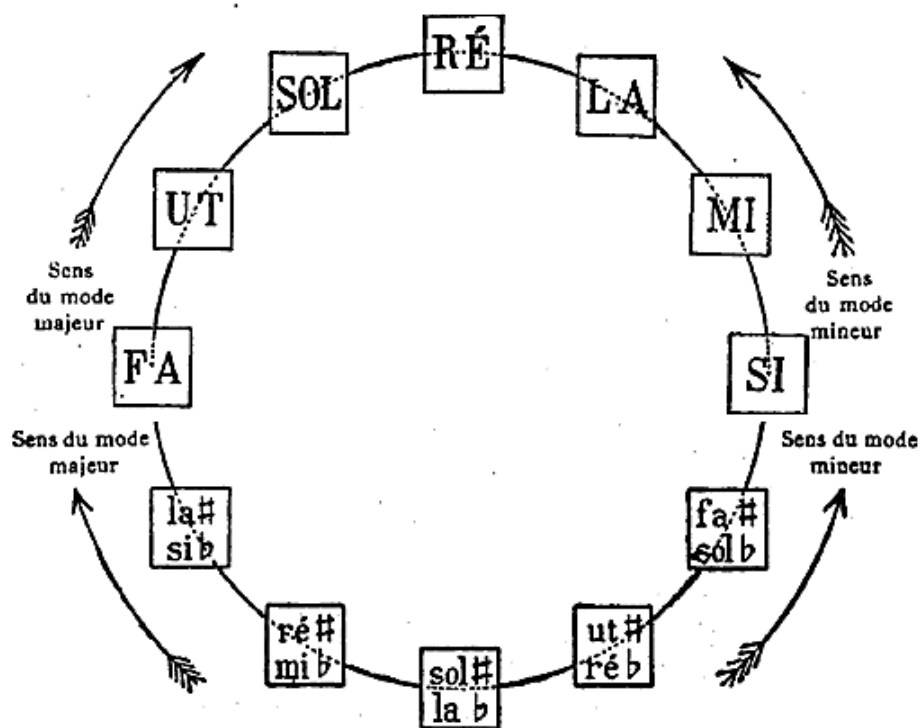 RÉ
SOL
LA
UT
MI
Sens
du mode
majeur
Sens
du mode
mineur
FA
SI
Sens du mode
majeur
Sens du mode
mineur
la♯
si♭
fa♯
sol♭
ré♯
mi♭
ut♯
ré♭
sol♯
la♭